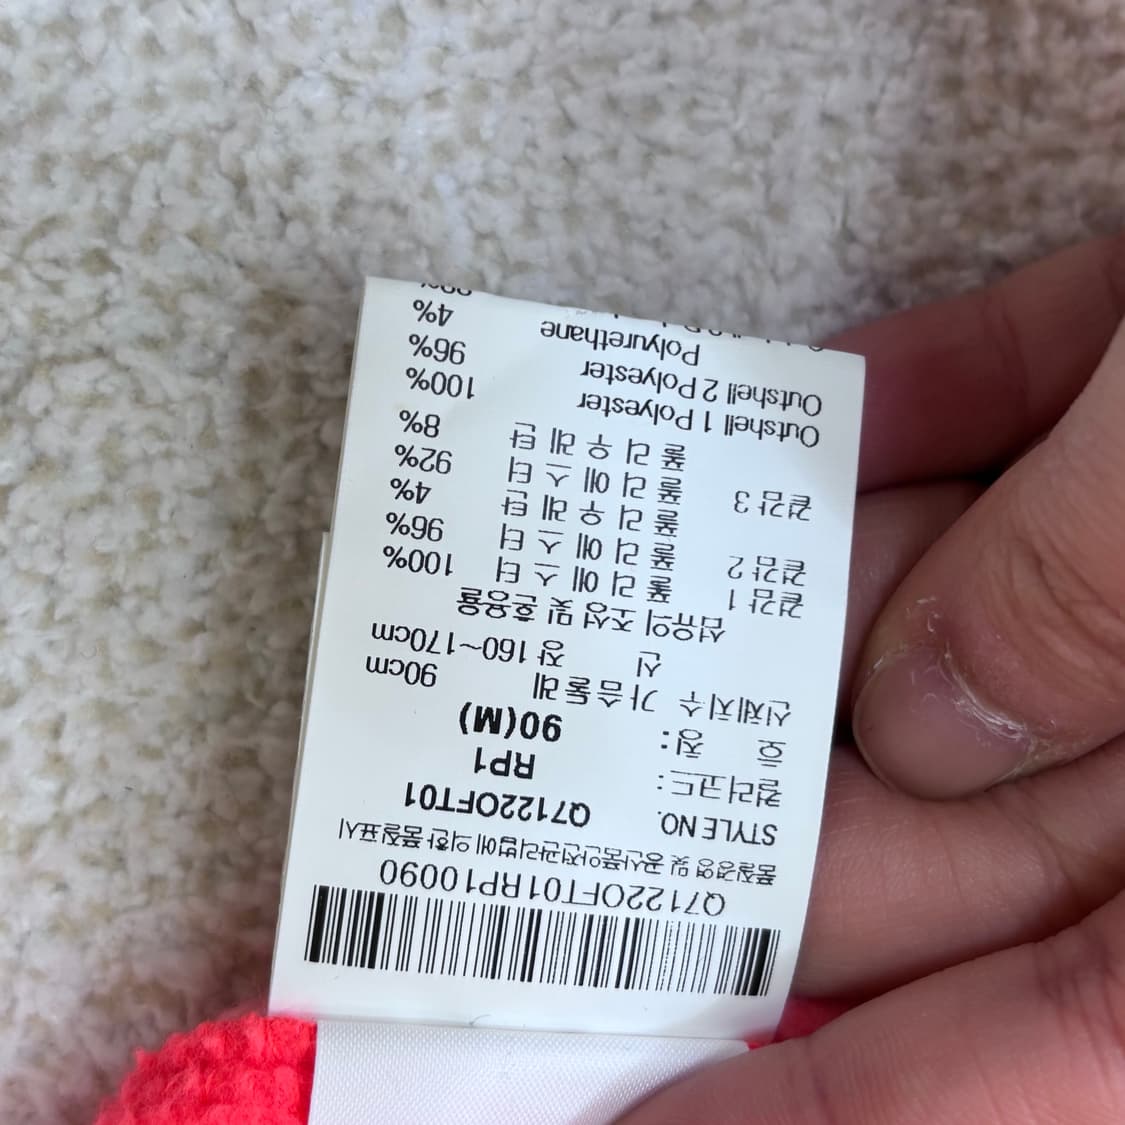 Q7122OFT01RP10090
품질경영 및 공산품안전관리법에 의한 품질표시
STYLE NO. Q7122OFT01
컬러코드: RP1
호 칭: 90(M)
신체치수 가슴둘레 90cm
신 장 160~170cm
섬유의 조성 및 혼용율
겉감1 폴리에스터 100%
겉감2 폴리에스터 96%
폴리우레탄 4%
겉감3 폴리에스터 92%
폴리우레탄 8%
Outshell 1 Polyester 100%
Outshell 2 Polyester 96%
Polyurethane 4%